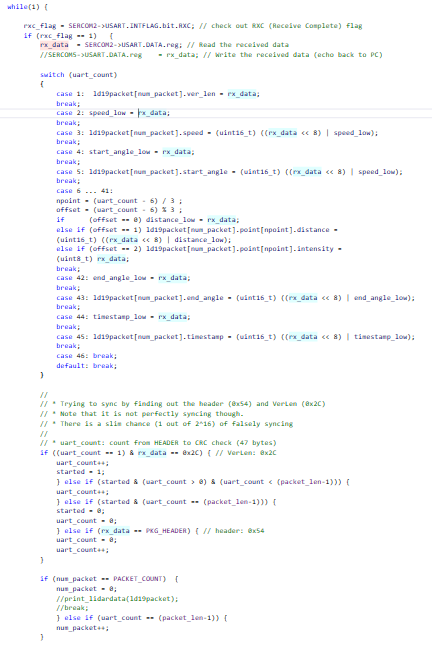 while(1) {
rxc_flag = SERCOM2->USART.INTFLAG.bit.RXC; // check out RXC (Receive Complete) flag
if (rxc_flag == 1) {
rx_data = SERCOM2->USART.DATA.reg; // Read the received data
//SERCOM5->USART.DATA.reg = rx_data; // Write the received data (echo back to PC)
switch (uart_count)
{
case 1: ld19packet[num_packet].ver_len = rx_data;
break;
case 2: speed_low = rx_data;
break;
case 3: ld19packet[num_packet].speed = (uint16_t) ((rx_data << 8) | speed_low);
break;
case 4: start_angle_low = rx_data;
break;
case 5: ld19packet[num_packet].start_angle = (uint16_t) ((rx_data << 8) | speed_low);
break;
case 6 ... 41:
npoint = (uart_count - 6) / 3 ;
offset = (uart_count - 6) % 3 ;
if (offset == 0) distance_low = rx_data;
else if (offset == 1) ld19packet[num_packet].point[npoint].distance =
(uint16_t) ((rx_data << 8) | distance_low);
else if (offset == 2) ld19packet[num_packet].point[npoint].intensity =
(uint8_t) rx_data;
break;
case 42: end_angle_low = rx_data;
break;
case 43: ld19packet[num_packet].end_angle = (uint16_t) ((rx_data << 8) | end_angle_low);
break;
case 44: timestamp_low = rx_data;
break;
case 45: ld19packet[num_packet].timestamp = (uint16_t) ((rx_data << 8) | timestamp_low);
break;
case 46: break;
default: break;
}
//
// * Trying to sync by finding out the header (0x54) and VerLen (0x2C)
// * Note that it is not perfectly syncing though.
// * There is a slim chance (1 out of 2^16) of falsely syncing
//
// * uart_count: count from HEADER to CRC check (47 bytes)
if ((uart_count == 1) & rx_data == 0x2C) { // VerLen: 0x2C
uart_count++;
started = 1;
} else if (started & (uart_count > 0) & (uart_count < (packet_len-1))) {
uart_count++;
} else if (started & (uart_count == (packet_len-1))) {
started = 0;
uart_count = 0;
} else if (rx_data == PKG_HEADER) { // header: 0x54
uart_count = 0;
uart_count++;
}
if (num_packet == PACKET_COUNT) {
num_packet = 0;
//print_lidardata(ld19packet);
//break;
} else if (uart_count == (packet_len-1)) {
num_packet++;
}